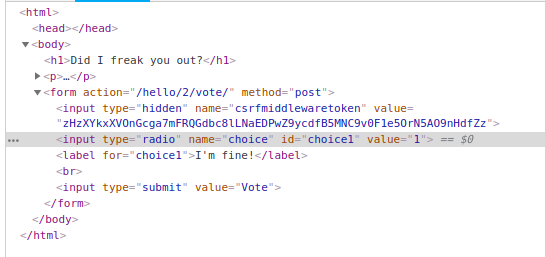 <html>
<head></head>
▼<body>
<h1>Did I freak you out?</h1>
▶<p>…</p>
▼<form action="/hello/2/vote/" method="post">
<input type="hidden" name="csrfmiddlewaretoken" value=
"zHzXYkxXVOnGcga7mFRQGdbc8lLNaEDPwZ9ycdfB5MNC9v0F1e5OrN5AO9nHdfZz">
<input type="radio" name="choice" id="choice1" value="1"> == $0
<label for="choice1">I'm fine!</label>
<br>
<input type="submit" value="Vote">
</form>
</body>
</html>